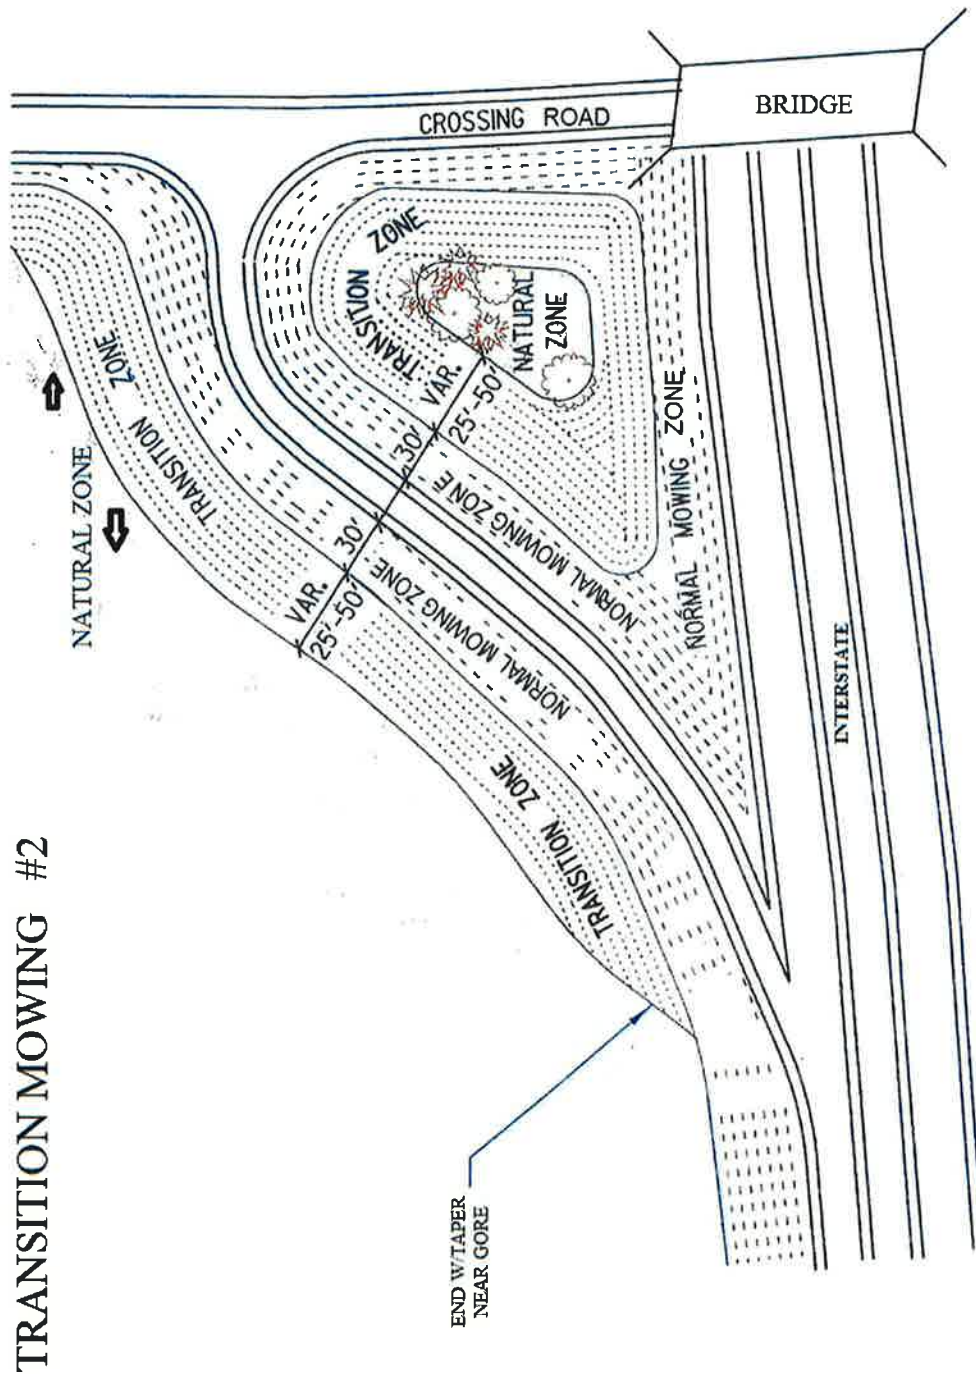 TRANSITION MOWING #2
NATURAL ZONE
TRANSITION ZONE
CROSSING ROAD
BRIDGE
TRANSITION ZONE
NATURAL
ZONE
VAR.
25'-50'
30'
30'
VAR.
25'-50'
NORMAL MOWING ZONE
NORMAL MOWING ZONE
NORMAL MOWING ZONE
TRANSITION ZONE
INTERSTATE
END W/TAPER
NEAR GORE